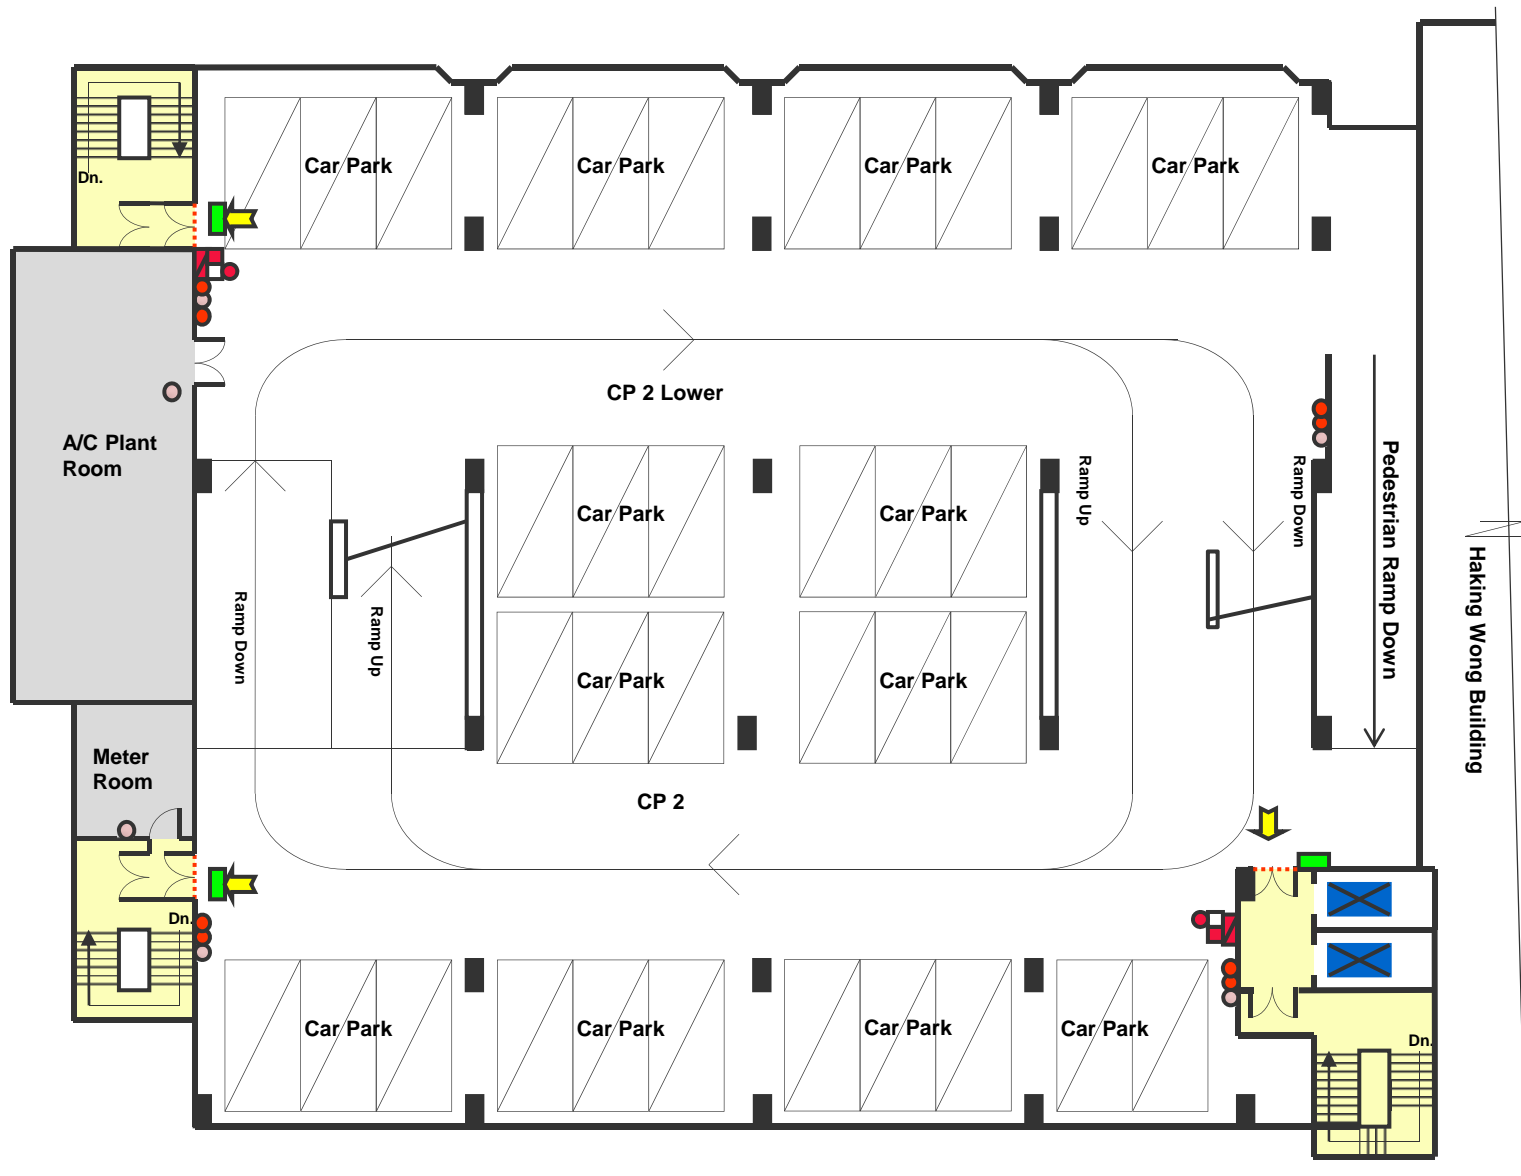 Car Park
Car Park
Car Park
Car Park
Dn.
CP 2 Lower
A/C Plant
Room
Ramp Up
Ramp Down
Pedestrian Ramp Down
Car Park
Car Park
Haking Wong Building
Ramp Down
Ramp Up
Car Park
Car Park
Meter
Room
CP 2
Dn.
Car Park
Car Park
Car Park
Car Park
Dn.